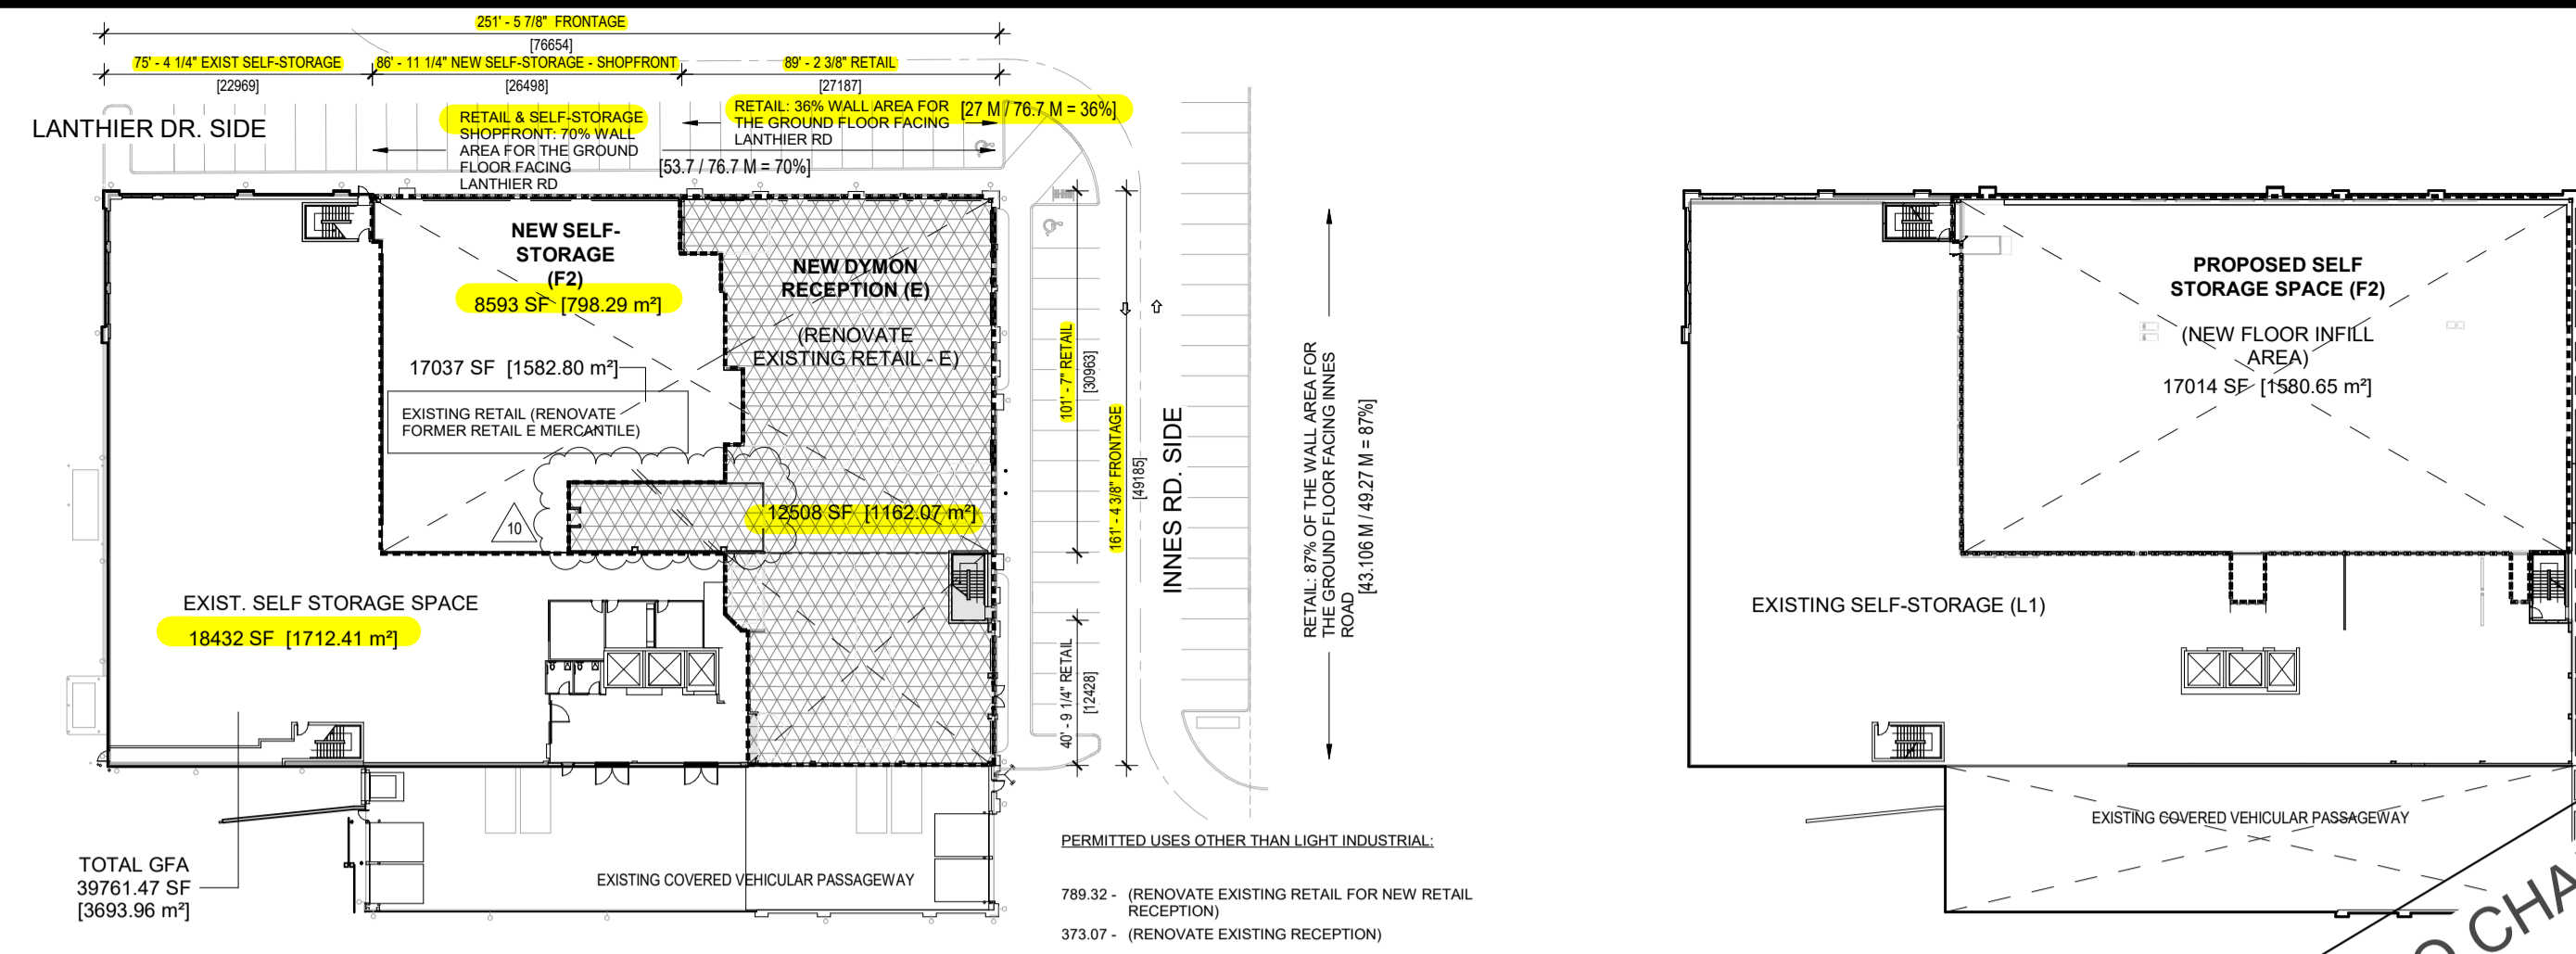 251' - 5 7/8" FRONTAGE
[76654]
75' - 4 1/4" EXIST SELF-STORAGE
86' - 11 1/4" NEW SELF-STORAGE - SHOPFRONT
89' - 2 3/8" RETAIL
[22969]
[26498]
[27187]
LANTHIER DR. SIDE
RETAIL & SELF-STORAGE
SHOPFRONT: 70% WALL
AREA FOR THE GROUND
FLOOR FACING
LANTHIER RD
[53.7 / 76.7 M = 70%]
RETAIL: 36% WALL AREA FOR
THE GROUND FLOOR FACING
LANTHIER RD
[27 M / 76.7 M = 36%]
NEW SELF-
STORAGE
(F2)
8593 SF [798.29 m²]
17037 SF [1582.80 m²]
EXISTING RETAIL (RENOVATE
FORMER RETAIL E MERCANTILE)
NEW DYMON
RECEPTION (E)
(RENOVATE
EXISTING RETAIL - E)
10
12508 SF [1162.07 m²]
EXIST. SELF STORAGE SPACE
18432 SF [1712.41 m²]
101' - 7" RETAIL
[30963]
161' - 4 3/8" FRONTAGE
[49185]
40' - 9 1/4" RETAIL
[12428]
INNES RD. SIDE
RETAIL: 87% OF THE WALL AREA FOR
THE GROUND FLOOR FACING INNES
ROAD
[43.106 M / 49.27 M = 87%]
TOTAL GFA
39761.47 SF
[3693.96 m²]
EXISTING COVERED VEHICULAR PASSAGEWAY
PERMITTED USES OTHER THAN LIGHT INDUSTRIAL:
789.32 - (RENOVATE EXISTING RETAIL FOR NEW RETAIL
RECEPTION)
373.07 - (RENOVATE EXISTING RECEPTION)
PROPOSED SELF
STORAGE SPACE (F2)
(NEW FLOOR INFILL
AREA)
17014 SF [1580.65 m²]
EXISTING SELF-STORAGE (L1)
EXISTING COVERED VEHICULAR PASSAGEWAY
CHA